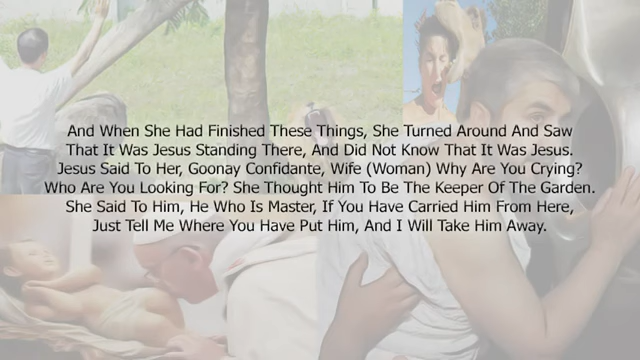 And When She Had Finished These Things, She Turned Around And Saw
That It Was Jesus Standing There, And Did Not Know That It Was Jesus.
Jesus Said To Her, Goonay Confidante, Wife (Woman) Why Are You Crying?
Who Are You Looking For? She Thought Him To Be The Keeper Of The Garden.
She Said To Him, He Who Is Master, If You Have Carried Him From Here,
Just Tell Me Where You Have Put Him, And I Will Take Him Away.